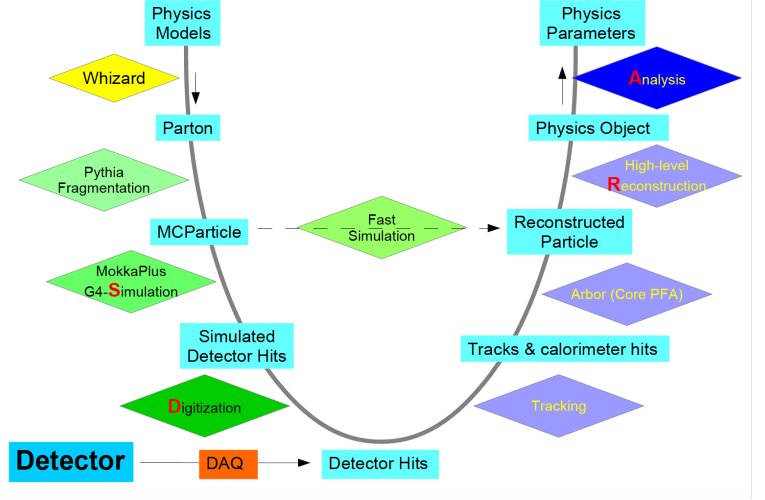 Physics
Models
Physics
Parameters
Whizard
Analysis
Parton
Physics Object
Pythia
Fragmentation
High-level
Reconstruction
MCParticle
Fast
Simulation
Reconstructed
Particle
MokkaPlus
G4-Simulation
Arbor (Core PFA)
Simulated
Detector Hits
Tracks & calorimeter hits
Digitization
Tracking
Detector
DAQ
Detector Hits